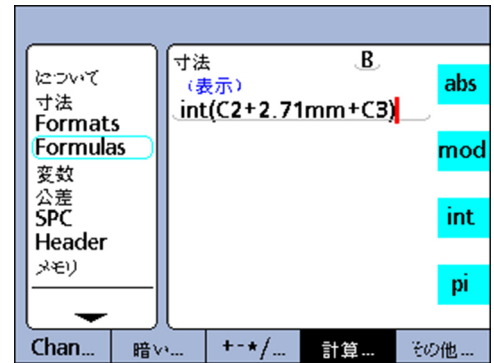 について
寸法
Formats
Formulas
変数
公差
SPC
Header
メモリ
寸法 B
(表示)
int(C2+2.71mm+C3)
abs
mod
int
pi
Chan... 暗い... +-*/... 計算... その他...